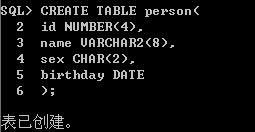 SQL> CREATE TABLE person(
  2  id NUMBER(4),
  3  name VARCHAR2(8),
  4  sex CHAR(2),
  5  birthday DATE
  6  );
表已创建。